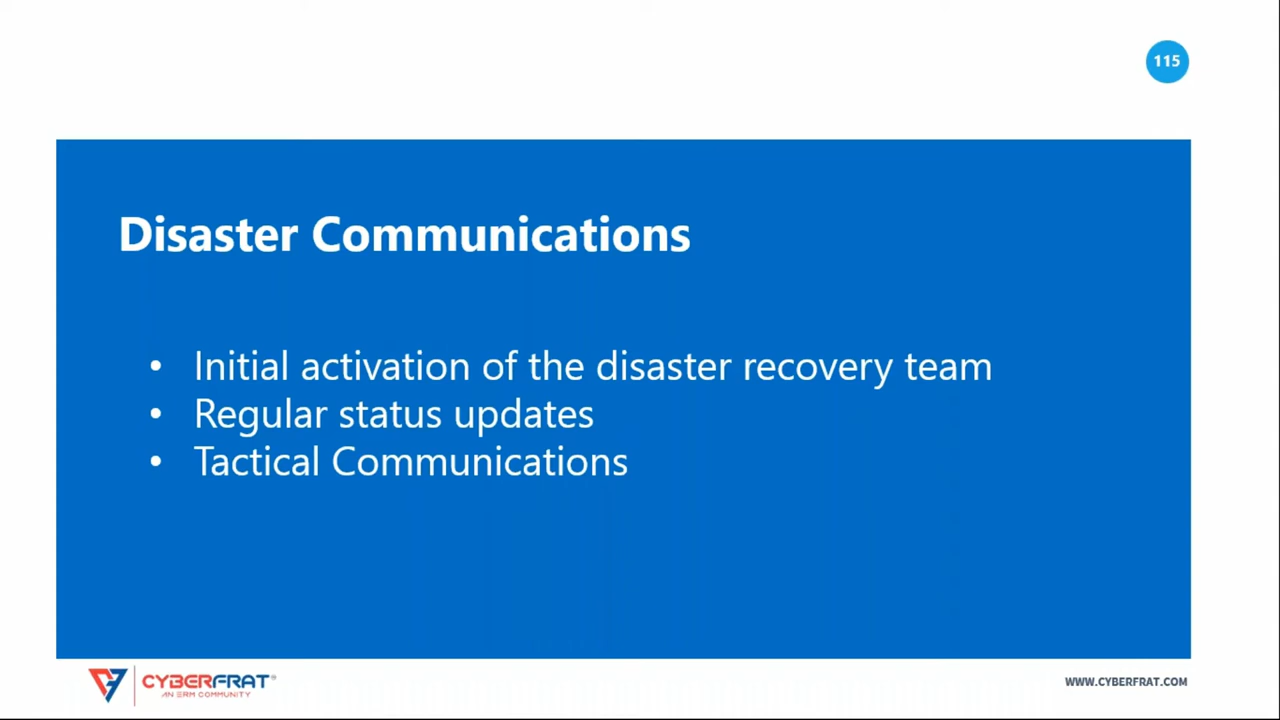 115
Disaster Communications
• Initial activation of the disaster recovery team
• Regular status updates
• Tactical Communications
CYBERFRAT®
AN ERM COMMUNITY
WWW.CYBERFRAT.COM